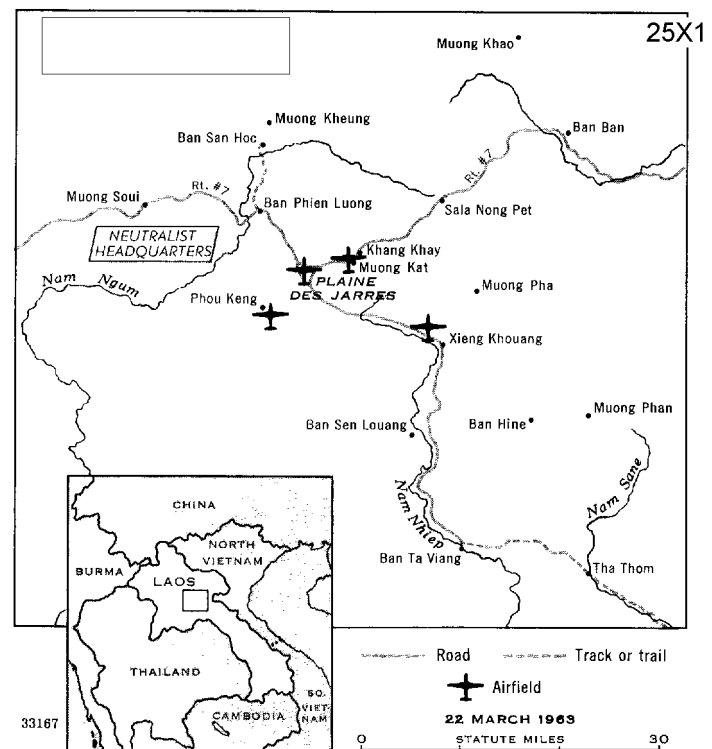 25X1
Muong Khao
Muong Kheung
Ban San Hoc
Ban Ban
Rt. #7
Rt. #7
Muong Soui
Ban Phien Luong
Sala Nong Pet
NEUTRALIST
HEADQUARTERS
Khang Khay
Muong Kat
Nam Ngum
PLAINE
DES JARRES
Muong Pha
Phou Keng
Xieng Khouang
Ban Sen Louang
Ban Hine
Muong Phan
Nam Nhiep
Nam Sane
Ban Ta Viang
Tha Thom
CHINA
NORTH
VIETNAM
BURMA
LAOS
THAILAND
SO.
VIET-
NAM
CAMBODIA
33167
Road
Track or trail
Airfield
22 MARCH 1963
STATUTE MILES
0 30